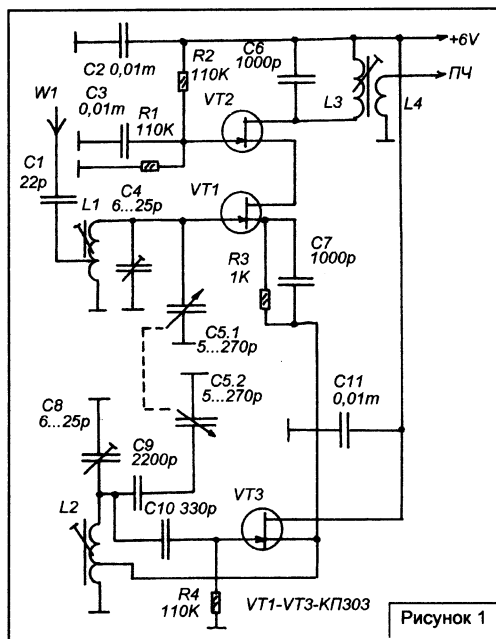 +6V
R2
110K
C6
1000p
C2 0,01m
C3
0,01m
W1
R1
110K
VT2
L3
L4
ПЧ
C1
22p
L1
C4
6...25p
VT1
R3
1K
C7
1000p
C5.1
5...270p
C5.2
5...270p
C8
6...25p
C9
2200p
C11
0,01m
L2
C10 330p
VT3
R4
110K
VT1-VT3-КП303
Рисунок 1